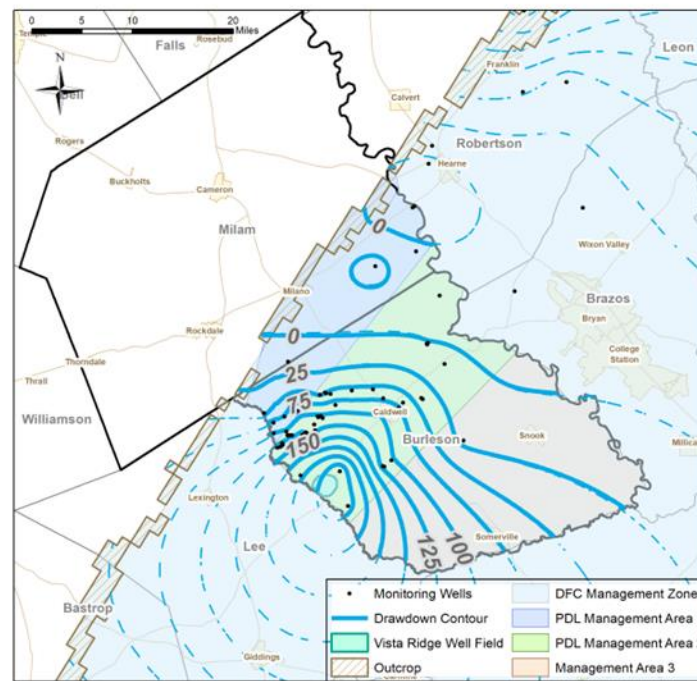 0 5 10 20
Miles
Temple
Falls
Rosebud
Leon
Franklin
N
Bell
Calvert
Rogers
Robertson
Hearne
Buckholts
Cameron
Milam
0
Wixon Valley
Milano
Brazos
Bryan
Rockdale
0
College
Station
Thorndale
25
Thrall
75
Caldwell
Williamson
150
Burleson
Snook
Lexington
Somerville
Lee
125
100
Bastrop
Giddings
Monitoring Wells
Drawdown Contour
Vista Ridge Well Field
Outcrop
DFC Management Zone
PDL Management Area
PDL Management Area
Management Area 3